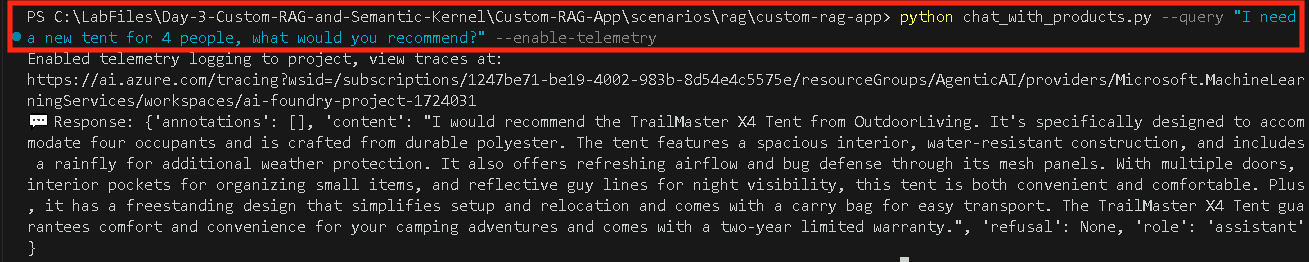 PS C:\LabFiles\Day-3-Custom-RAG-and-Semantic-Kernel\Custom-RAG-App\scenarios\rag\custom-rag-app> python chat_with_products.py --query "I need
a new tent for 4 people, what would you recommend?" --enable-telemetry
Enabled telemetry logging to project, view traces at:
https://ai.azure.com/tracing?wsid=/subscriptions/1247be71-be19-4002-983b-8d54e4c5575e/resourceGroups/AgenticAI/providers/Microsoft.MachineLear
ningServices/workspaces/ai-foundry-project-1724031
💬 Response: {'annotations': [], 'content': "I would recommend the TrailMaster X4 Tent from OutdoorLiving. It's specifically designed to accom
modate four occupants and is crafted from durable polyester. The tent features a spacious interior, water-resistant construction, and includes
a rainfly for additional weather protection. It also offers refreshing airflow and bug defense through its mesh panels. With multiple doors,
interior pockets for organizing small items, and reflective guy lines for night visibility, this tent is both convenient and comfortable. Plus
, it has a freestanding design that simplifies setup and relocation and comes with a carry bag for easy transport. The TrailMaster X4 Tent gua
rantees comfort and convenience for your camping adventures and comes with a two-year limited warranty.", 'refusal': None, 'role': 'assistant'
}